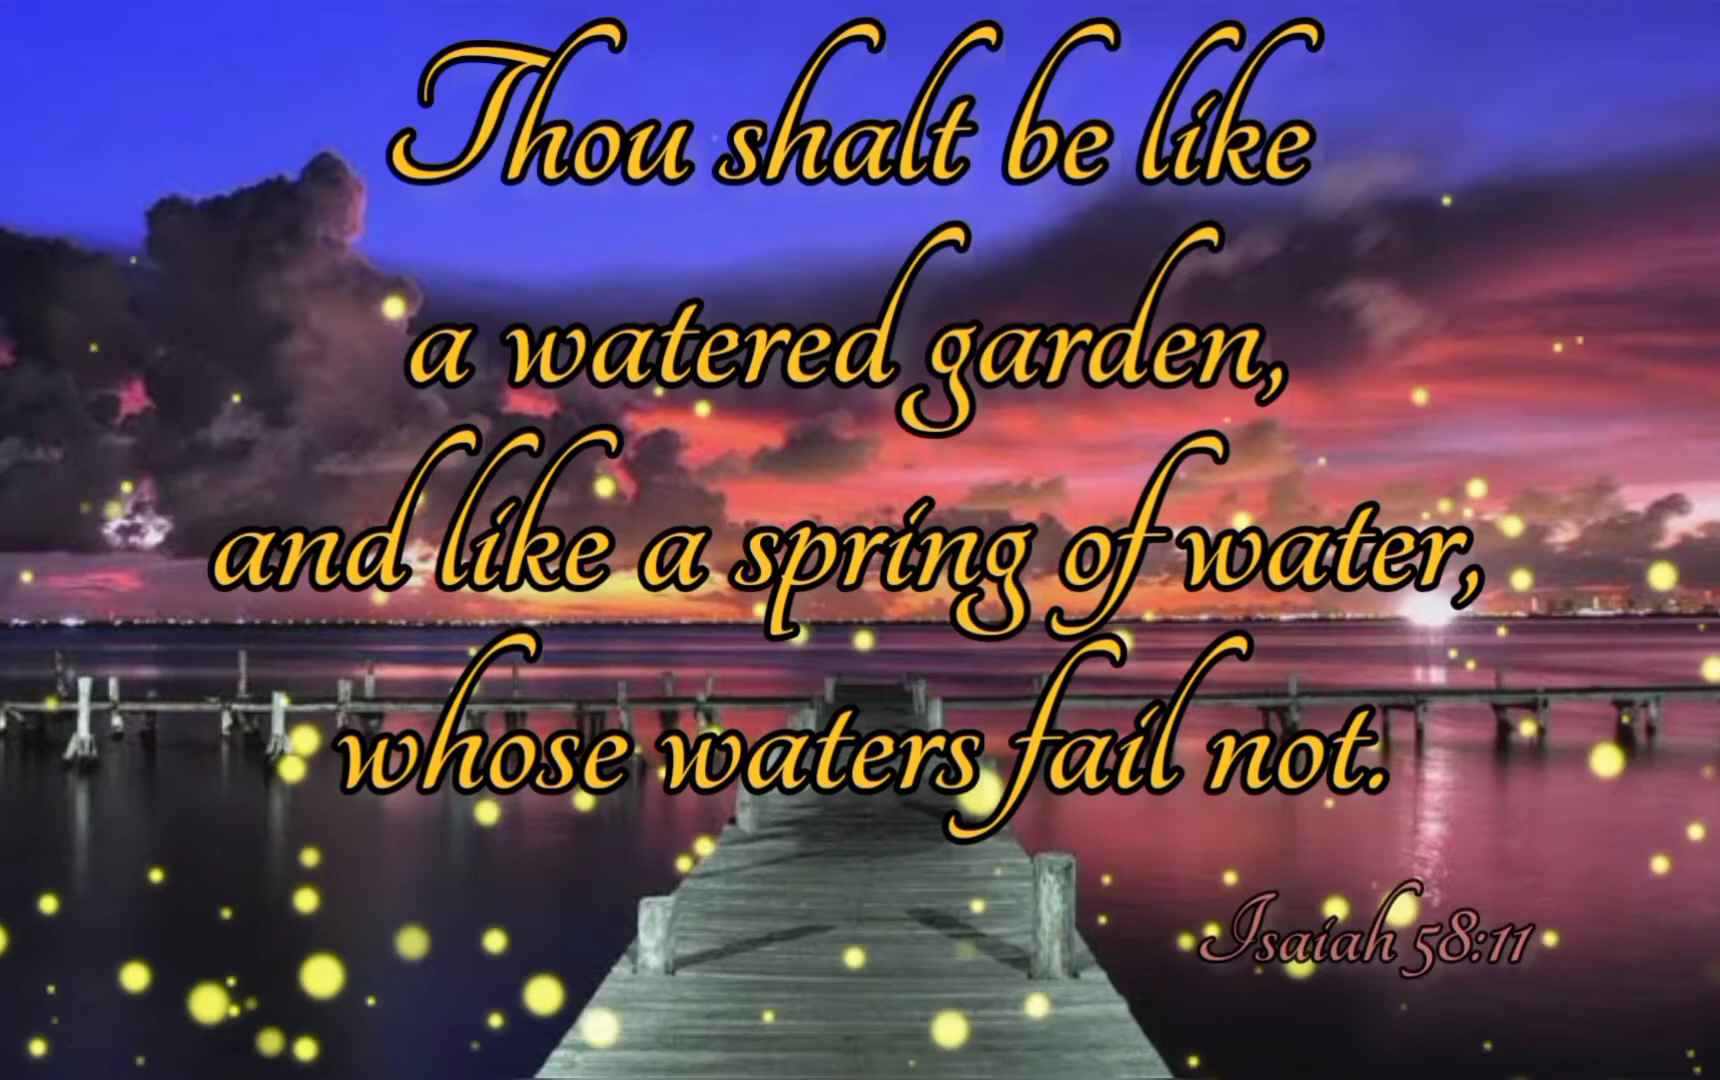 Thou shalt be like
a watered garden,
and like a spring of water,
whose waters fail not.
Isaiah 58:11